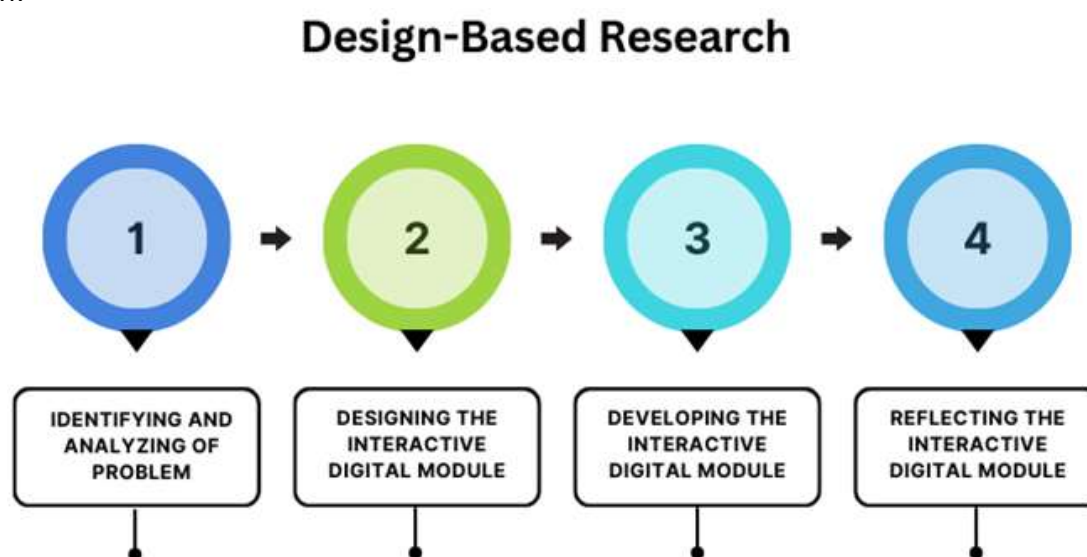 Design-Based Research
1
2
3
4
IDENTIFYING AND
ANALYZING OF
PROBLEM
DESIGNING THE
INTERACTIVE
DIGITAL MODULE
DEVELOPING THE
INTERACTIVE
DIGITAL MODULE
REFLECTING THE
INTERACTIVE
DIGITAL MODULE